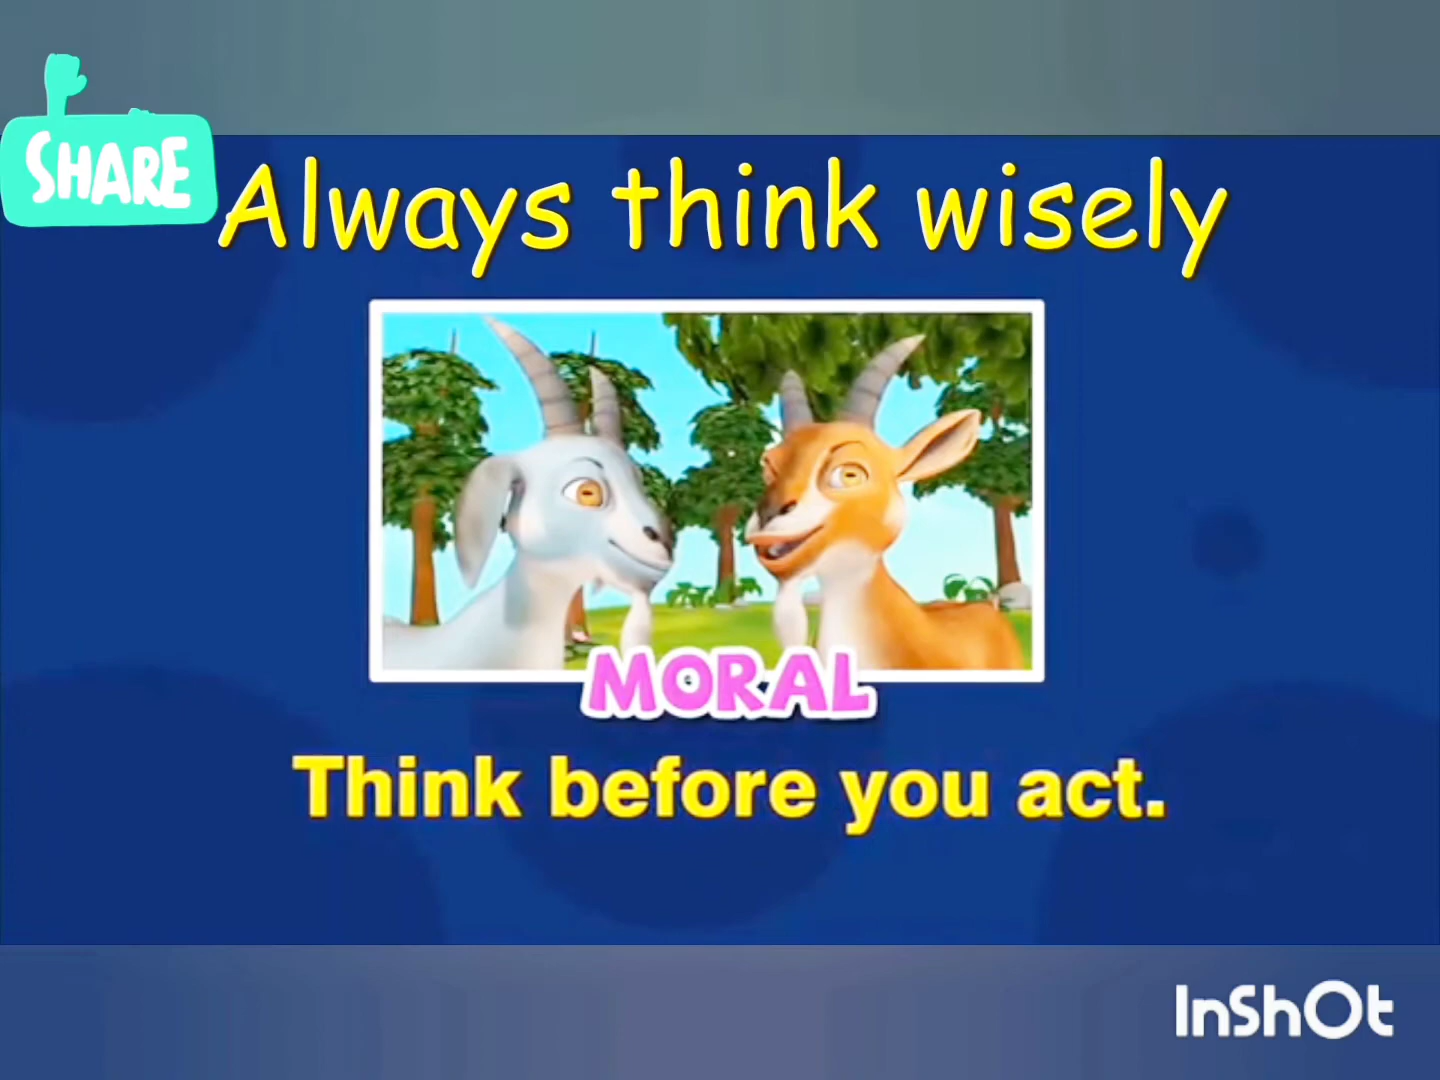 SHARE
Always think wisely
MORAL
Think before you act.
InShOt